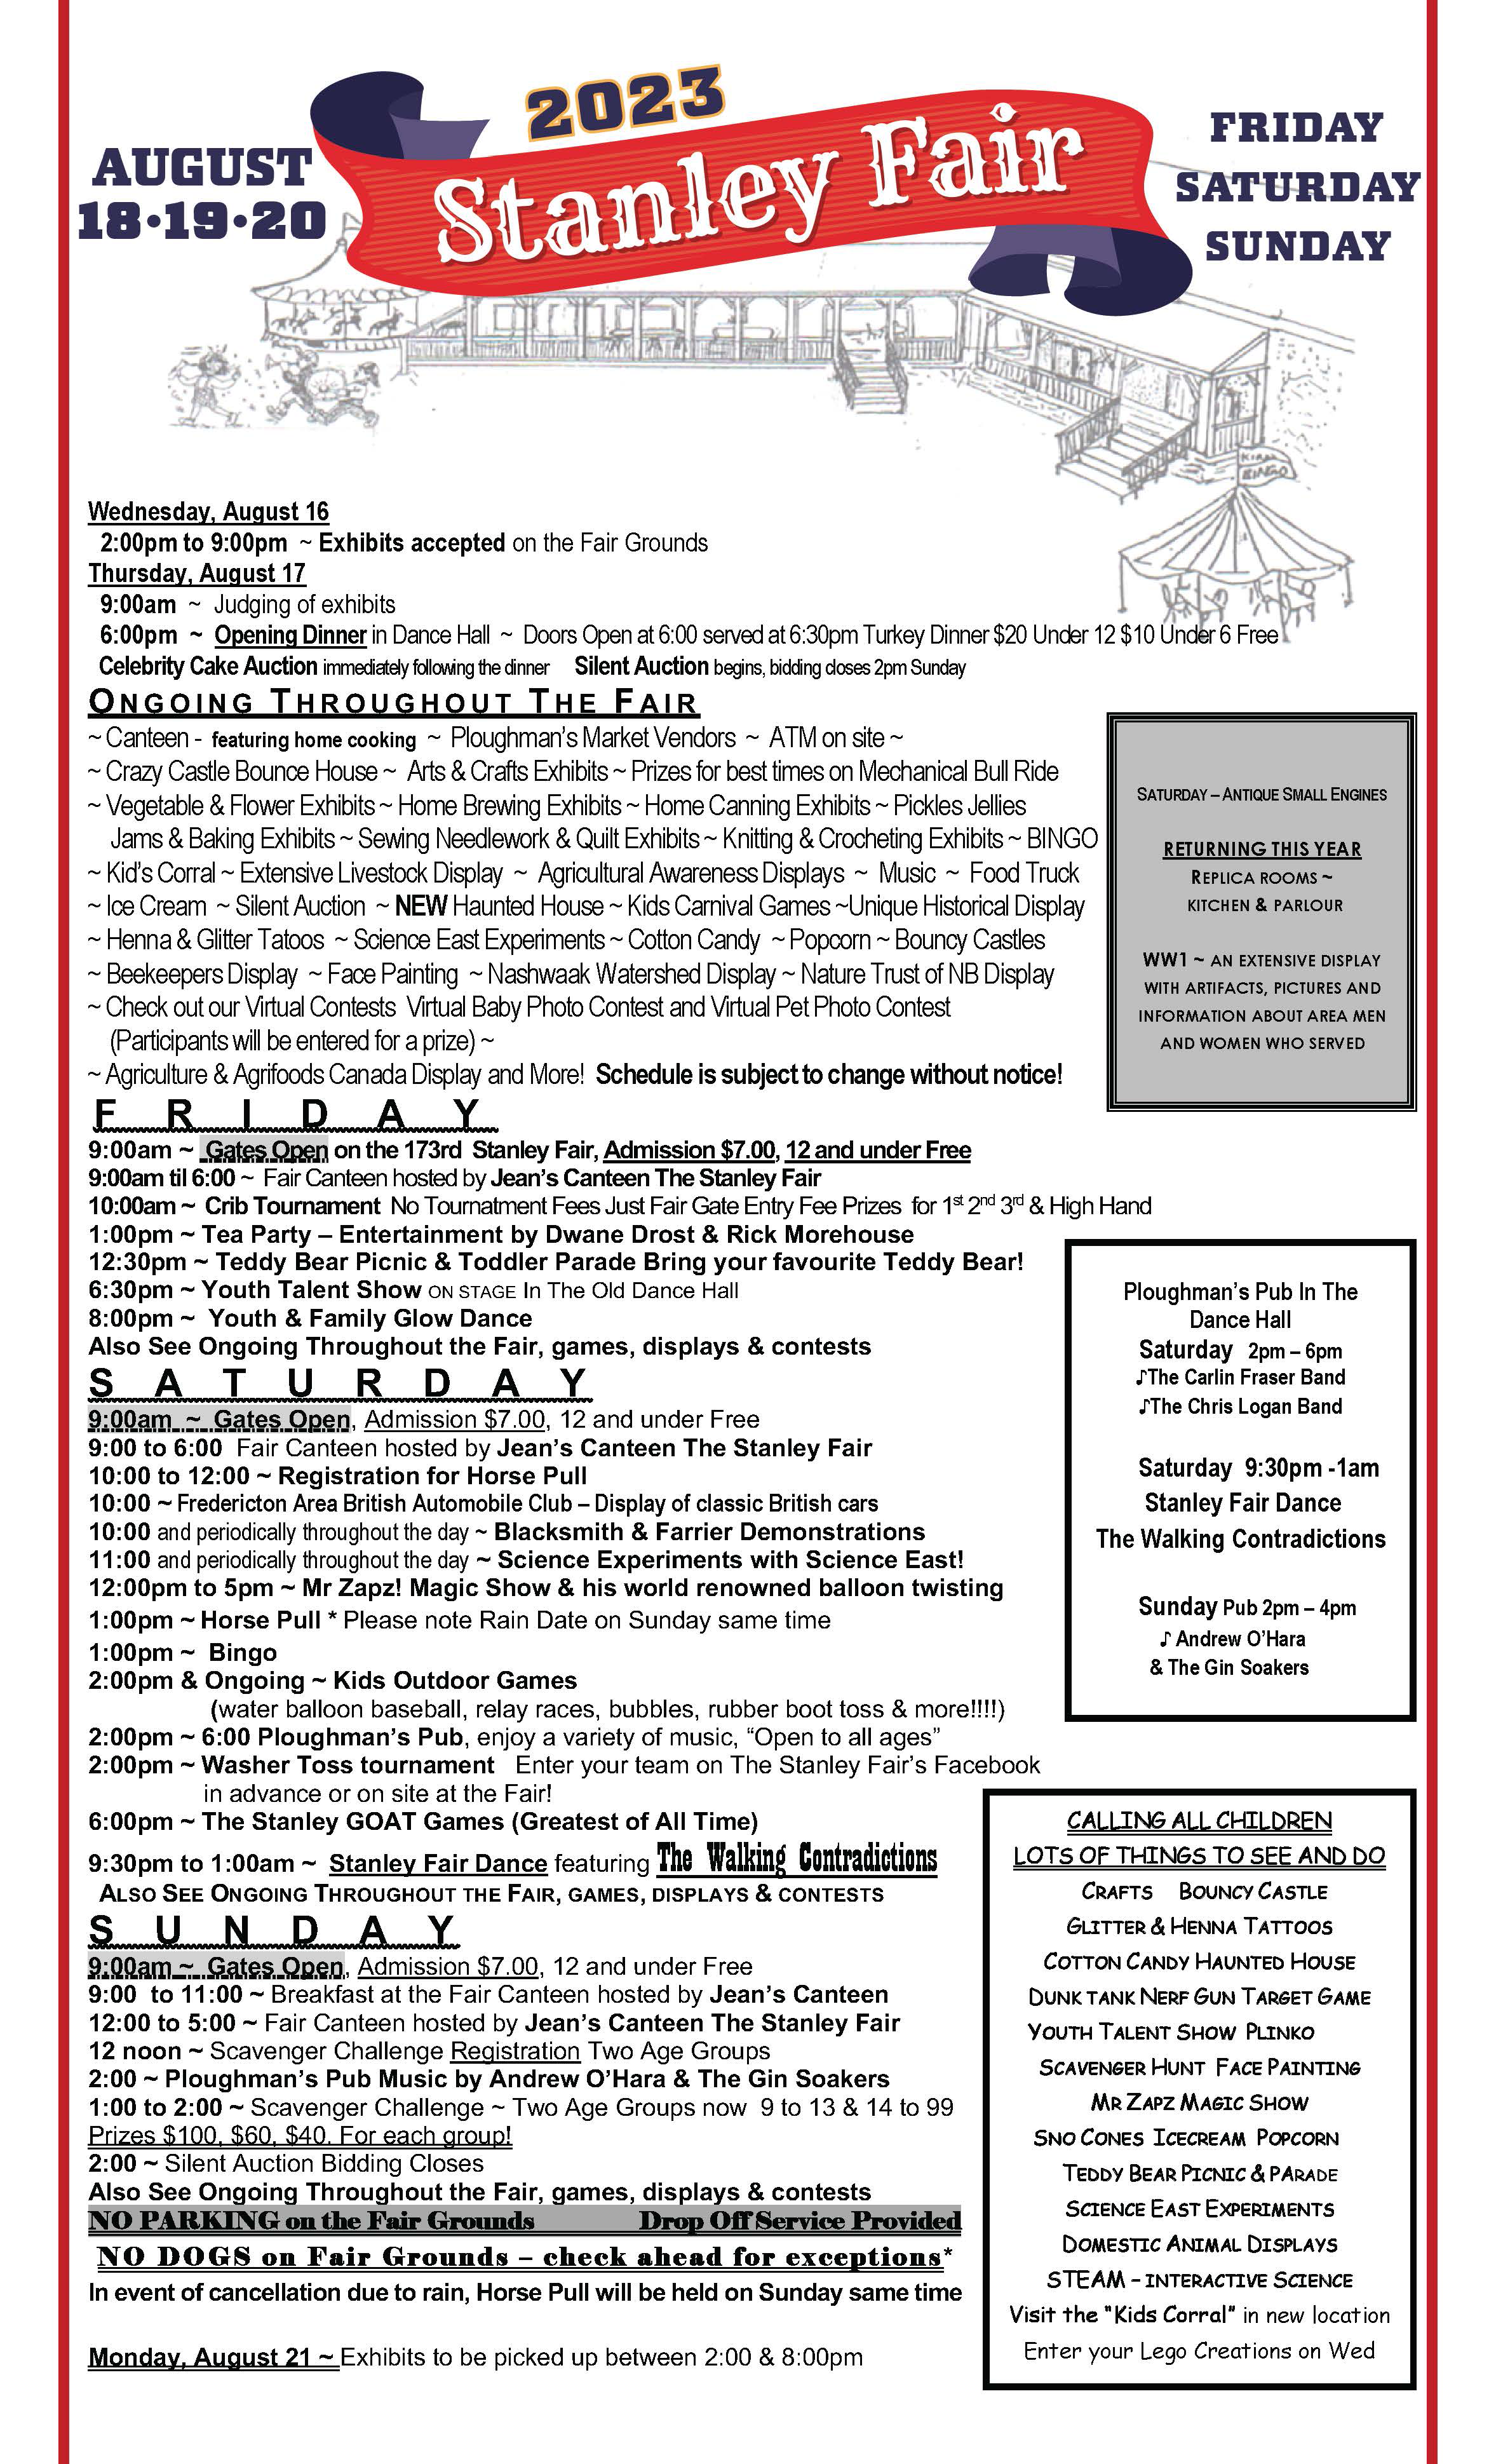 2023
Stanley Fair
AUGUST
18•19•20
FRIDAY
SATURDAY
SUNDAY
KIRK
BINGO
Wednesday, August 16
2:00pm to 9:00pm ~ Exhibits accepted on the Fair Grounds
Thursday, August 17
9:00am ~ Judging of exhibits
6:00pm ~ Opening Dinner in Dance Hall ~ Doors Open at 6:00 served at 6:30pm Turkey Dinner $20 Under 12 $10 Under 6 Free
Celebrity Cake Auction immediately following the dinner Silent Auction begins, bidding closes 2pm Sunday
ONGOING THROUGHOUT THE FAIR
~ Canteen - featuring home cooking ~ Ploughman's Market Vendors ~ ATM on site ~
~ Crazy Castle Bounce House ~ Arts & Crafts Exhibits ~ Prizes for best times on Mechanical Bull Ride
~ Vegetable & Flower Exhibits ~ Home Brewing Exhibits ~ Home Canning Exhibits ~ Pickles Jellies
Jams & Baking Exhibits ~ Sewing Needlework & Quilt Exhibits ~ Knitting & Crocheting Exhibits ~ BINGO
~ Kid's Corral ~ Extensive Livestock Display ~ Agricultural Awareness Displays ~ Music ~ Food Truck
~ Ice Cream ~ Silent Auction ~ NEW Haunted House ~ Kids Carnival Games ~Unique Historical Display
~ Henna & Glitter Tatoos ~ Science East Experiments ~ Cotton Candy ~ Popcorn ~ Bouncy Castles
~ Beekeepers Display ~ Face Painting ~ Nashwaak Watershed Display ~ Nature Trust of NB Display
~ Check out our Virtual Contests Virtual Baby Photo Contest and Virtual Pet Photo Contest
(Participants will be entered for a prize) ~
~ Agriculture & Agrifoods Canada Display and More! Schedule is subject to change without notice!
SATURDAY – ANTIQUE SMALL ENGINES
RETURNING THIS YEAR
REPLICA ROOMS ~
KITCHEN & PARLOUR
WW1 ~ AN EXTENSIVE DISPLAY
WITH ARTIFACTS, PICTURES AND
INFORMATION ABOUT AREA MEN
AND WOMEN WHO SERVED
FRIDAY
9:00am ~ Gates Open on the 173rd Stanley Fair, Admission $7.00, 12 and under Free
9:00am til 6:00 ~ Fair Canteen hosted by Jean's Canteen The Stanley Fair
10:00am ~ Crib Tournament No Tournatment Fees Just Fair Gate Entry Fee Prizes for 1st 2nd 3rd & High Hand
1:00pm ~ Tea Party – Entertainment by Dwane Drost & Rick Morehouse
12:30pm ~ Teddy Bear Picnic & Toddler Parade Bring your favourite Teddy Bear!
6:30pm ~ Youth Talent Show ON STAGE In The Old Dance Hall
8:00pm ~ Youth & Family Glow Dance
Also See Ongoing Throughout the Fair, games, displays & contests
SATURDAY
9:00am ~ Gates Open, Admission $7.00, 12 and under Free
9:00 to 6:00 Fair Canteen hosted by Jean's Canteen The Stanley Fair
10:00 to 12:00 ~ Registration for Horse Pull
10:00 ~ Fredericton Area British Automobile Club – Display of classic British cars
10:00 and periodically throughout the day ~ Blacksmith & Farrier Demonstrations
11:00 and periodically throughout the day ~ Science Experiments with Science East!
12:00pm to 5pm ~ Mr Zapz! Magic Show & his world renowned balloon twisting
1:00pm ~ Horse Pull * Please note Rain Date on Sunday same time
1:00pm ~ Bingo
2:00pm & Ongoing ~ Kids Outdoor Games
(water balloon baseball, relay races, bubbles, rubber boot toss & more!!!!)
2:00pm ~ 6:00 Ploughman's Pub, enjoy a variety of music, "Open to all ages"
2:00pm ~ Washer Toss tournament Enter your team on The Stanley Fair's Facebook
in advance or on site at the Fair!
6:00pm ~ The Stanley GOAT Games (Greatest of All Time)
9:30pm to 1:00am ~ Stanley Fair Dance featuring The Walking Contradictions
ALSO SEE ONGOING THROUGHOUT THE FAIR, GAMES, DISPLAYS & CONTESTS
Ploughman's Pub In The
Dance Hall
Saturday 2pm – 6pm
♪The Carlin Fraser Band
♪The Chris Logan Band
Saturday 9:30pm -1am
Stanley Fair Dance
The Walking Contradictions
Sunday Pub 2pm – 4pm
♪ Andrew O'Hara
& The Gin Soakers
SUNDAY
9:00am ~ Gates Open, Admission $7.00, 12 and under Free
9:00 to 11:00 ~ Breakfast at the Fair Canteen hosted by Jean's Canteen
12:00 to 5:00 ~ Fair Canteen hosted by Jean's Canteen The Stanley Fair
12 noon ~ Scavenger Challenge Registration Two Age Groups
2:00 ~ Ploughman's Pub Music by Andrew O'Hara & The Gin Soakers
1:00 to 2:00 ~ Scavenger Challenge ~ Two Age Groups now 9 to 13 & 14 to 99
Prizes $100, $60, $40. For each group!
2:00 ~ Silent Auction Bidding Closes
Also See Ongoing Throughout the Fair, games, displays & contests
NO PARKING on the Fair Grounds Drop Off Service Provided
NO DOGS on Fair Grounds – check ahead for exceptions*
In event of cancellation due to rain, Horse Pull will be held on Sunday same time
Monday, August 21 ~ Exhibits to be picked up between 2:00 & 8:00pm
CALLING ALL CHILDREN
LOTS OF THINGS TO SEE AND DO
CRAFTS BOUNCY CASTLE
GLITTER & HENNA TATTOOS
COTTON CANDY HAUNTED HOUSE
DUNK TANK NERF GUN TARGET GAME
YOUTH TALENT SHOW PLINKO
SCAVENGER HUNT FACE PAINTING
MR ZAPZ MAGIC SHOW
SNO CONES ICECREAM POPCORN
TEDDY BEAR PICNIC & PARADE
SCIENCE EAST EXPERIMENTS
DOMESTIC ANIMAL DISPLAYS
STEAM – INTERACTIVE SCIENCE
Visit the "Kids Corral" in new location
Enter your Lego Creations on Wed